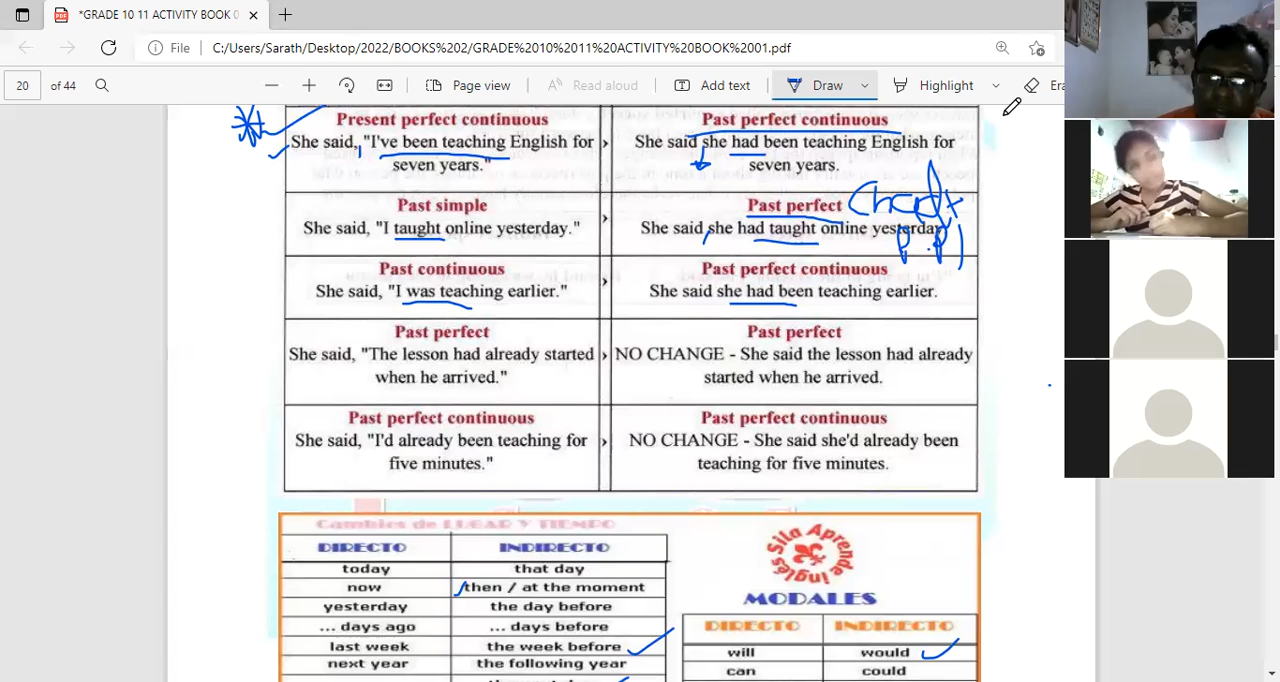 *GRADE 10 11 ACTIVITY BOOK 0
File
C:/Users/Sarath/Desktop/2022/BOOKS%202/GRADE%2010%2011%20ACTIVITY%20BOOK%2001.pdf
20 of 44
Page view
Read aloud
Add text
Draw
Highlight
Era
Present perfect continuous
She said, "I've been teaching English for
seven years."
Past perfect continuous
She said she had been teaching English for
seven years.
Past simple
She said, "I taught online yesterday."
Past perfect
She said, she had taught online yesterday
(had+
P.P)
Past continuous
She said, "I was teaching earlier."
Past perfect continuous
She said she had been teaching earlier.
Past perfect
She said, "The lesson had already started
when he arrived."
Past perfect
NO CHANGE - She said the lesson had already
started when he arrived.
Past perfect continuous
She said, "I'd already been teaching for
five minutes."
Past perfect continuous
NO CHANGE - She said she'd already been
teaching for five minutes.
Cambios de LUGAR Y TIEMPO
DIRECTO INDIRECTO
today that day
now then / at the moment
yesterday the day before
... days ago ... days before
last week the week before
next year the following year
Sila Aprende Inglés
MODALES
DIRECTO INDIRECTO
will would
can could